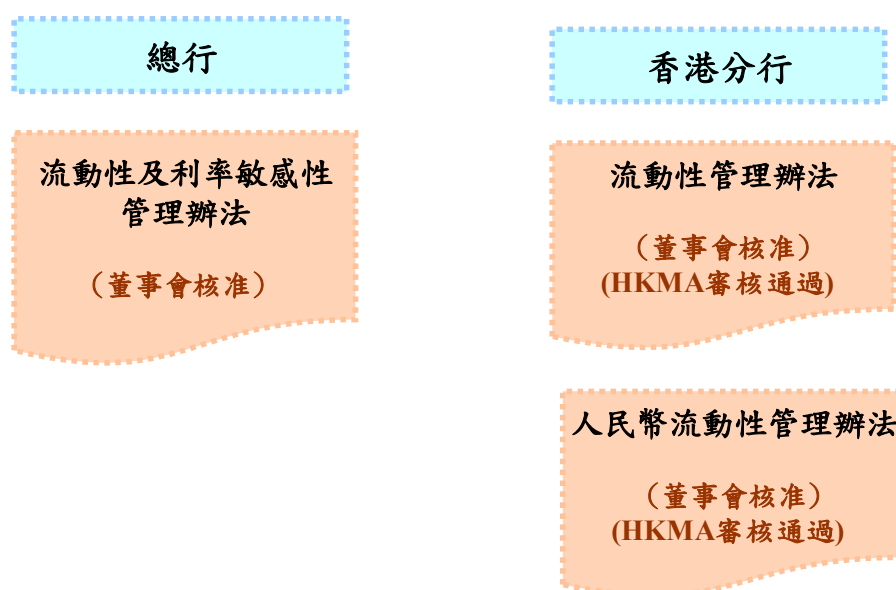 總行
流動性及利率敏感性
管理辦法
（董事會核准）
香港分行
流動性管理辦法
（董事會核准）
(HKMA審核通過)
人民幣流動性管理辦法
（董事會核准）
(HKMA審核通過)